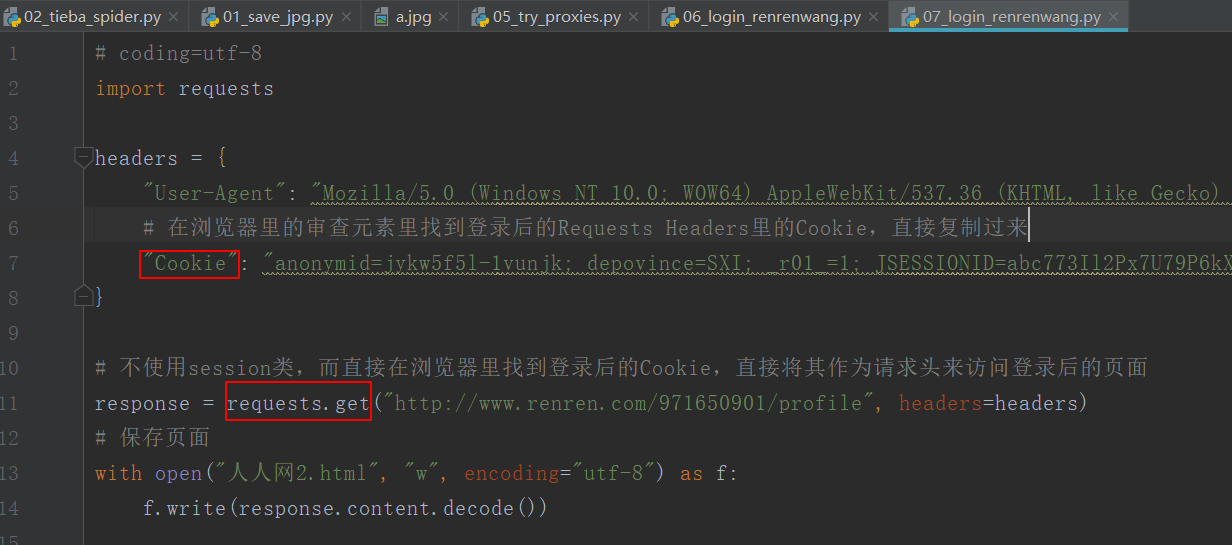 02_tieba_spider.py 01_save_jpg.py a.jpg 05_try_proxies.py 06_login_renrenwang.py 07_login_renrenwang.py
1 # coding=utf-8
2 import requests
3
4 headers = {
5 "User-Agent": "Mozilla/5.0 (Windows NT 10.0; WOW64) AppleWebKit/537.36 (KHTML, like Gecko)
6 # 在浏览器里的审查元素里找到登录后的Requests Headers里的Cookie，直接复制过来
7 "Cookie": "anonymid=jykw5f5l-1vunjk; depovince=SXI; _r01_=1; JSESSIONID=abc773Il2Px7U79P6kX
8 }
9
10 # 不使用session类，而直接在浏览器里找到登录后的Cookie，直接将其作为请求头来访问登录后的页面
11 response = requests.get("http://www.renren.com/971650901/profile", headers=headers)
12 # 保存页面
13 with open("人人网2.html", "w", encoding="utf-8") as f:
14 f.write(response.content.decode())
15